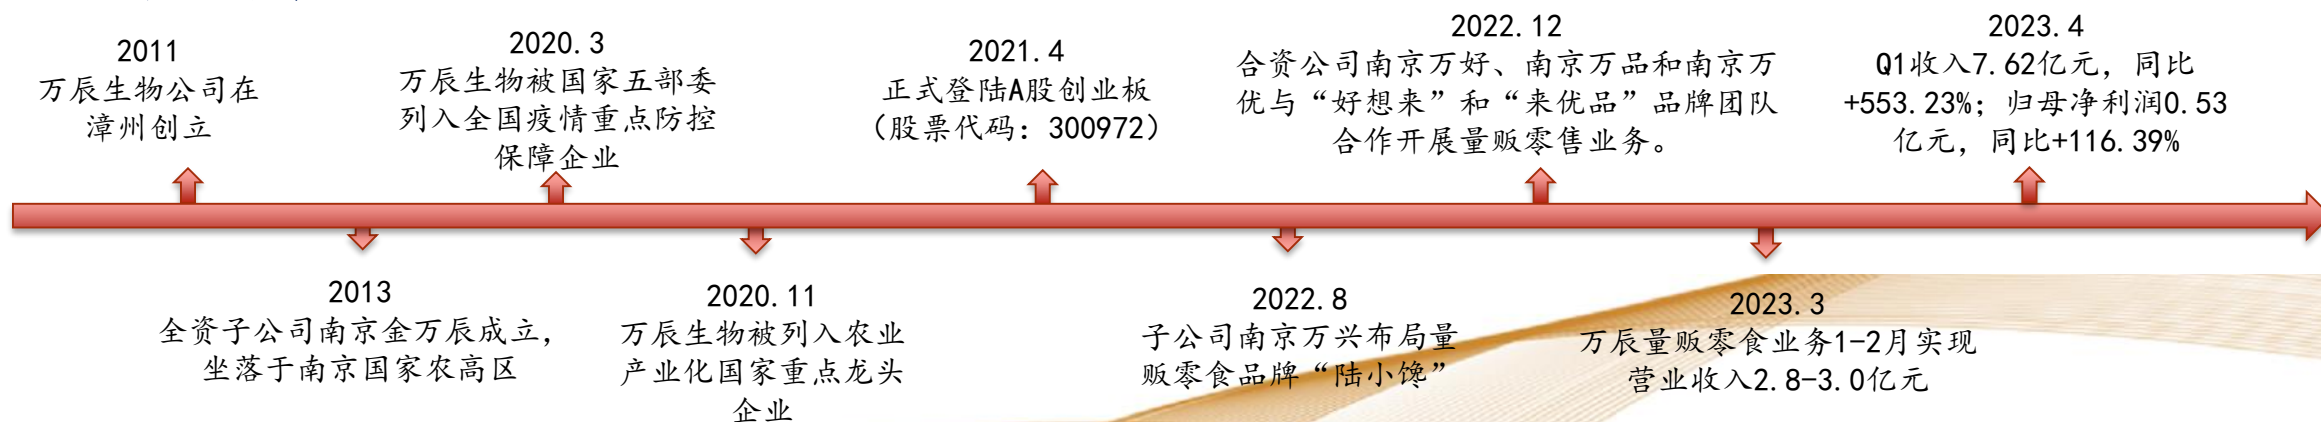 2011
万辰生物公司在
漳州创立
2020.3
万辰生物被国家五部委
列入全国疫情重点防控
保障企业
2021.4
正式登陆A股创业板
（股票代码：300972）
2022.12
合资公司南京万好、南京万品和南京万
优与“好想来”和“来优品”品牌团队
合作开展量贩零售业务。
2023.4
Q1收入7.62亿元，同比
+553.23%；归母净利润0.53
亿元，同比+116.39%
2013
全资子公司南京金万辰成立，
坐落于南京国家农高区
2020.11
万辰生物被列入农业
产业化国家重点龙头
企业
2022.8
子公司南京万兴布局量
贩零食品牌“陆小馋”
2023.3
万辰量贩零食业务1-2月实现
营业收入2.8-3.0亿元